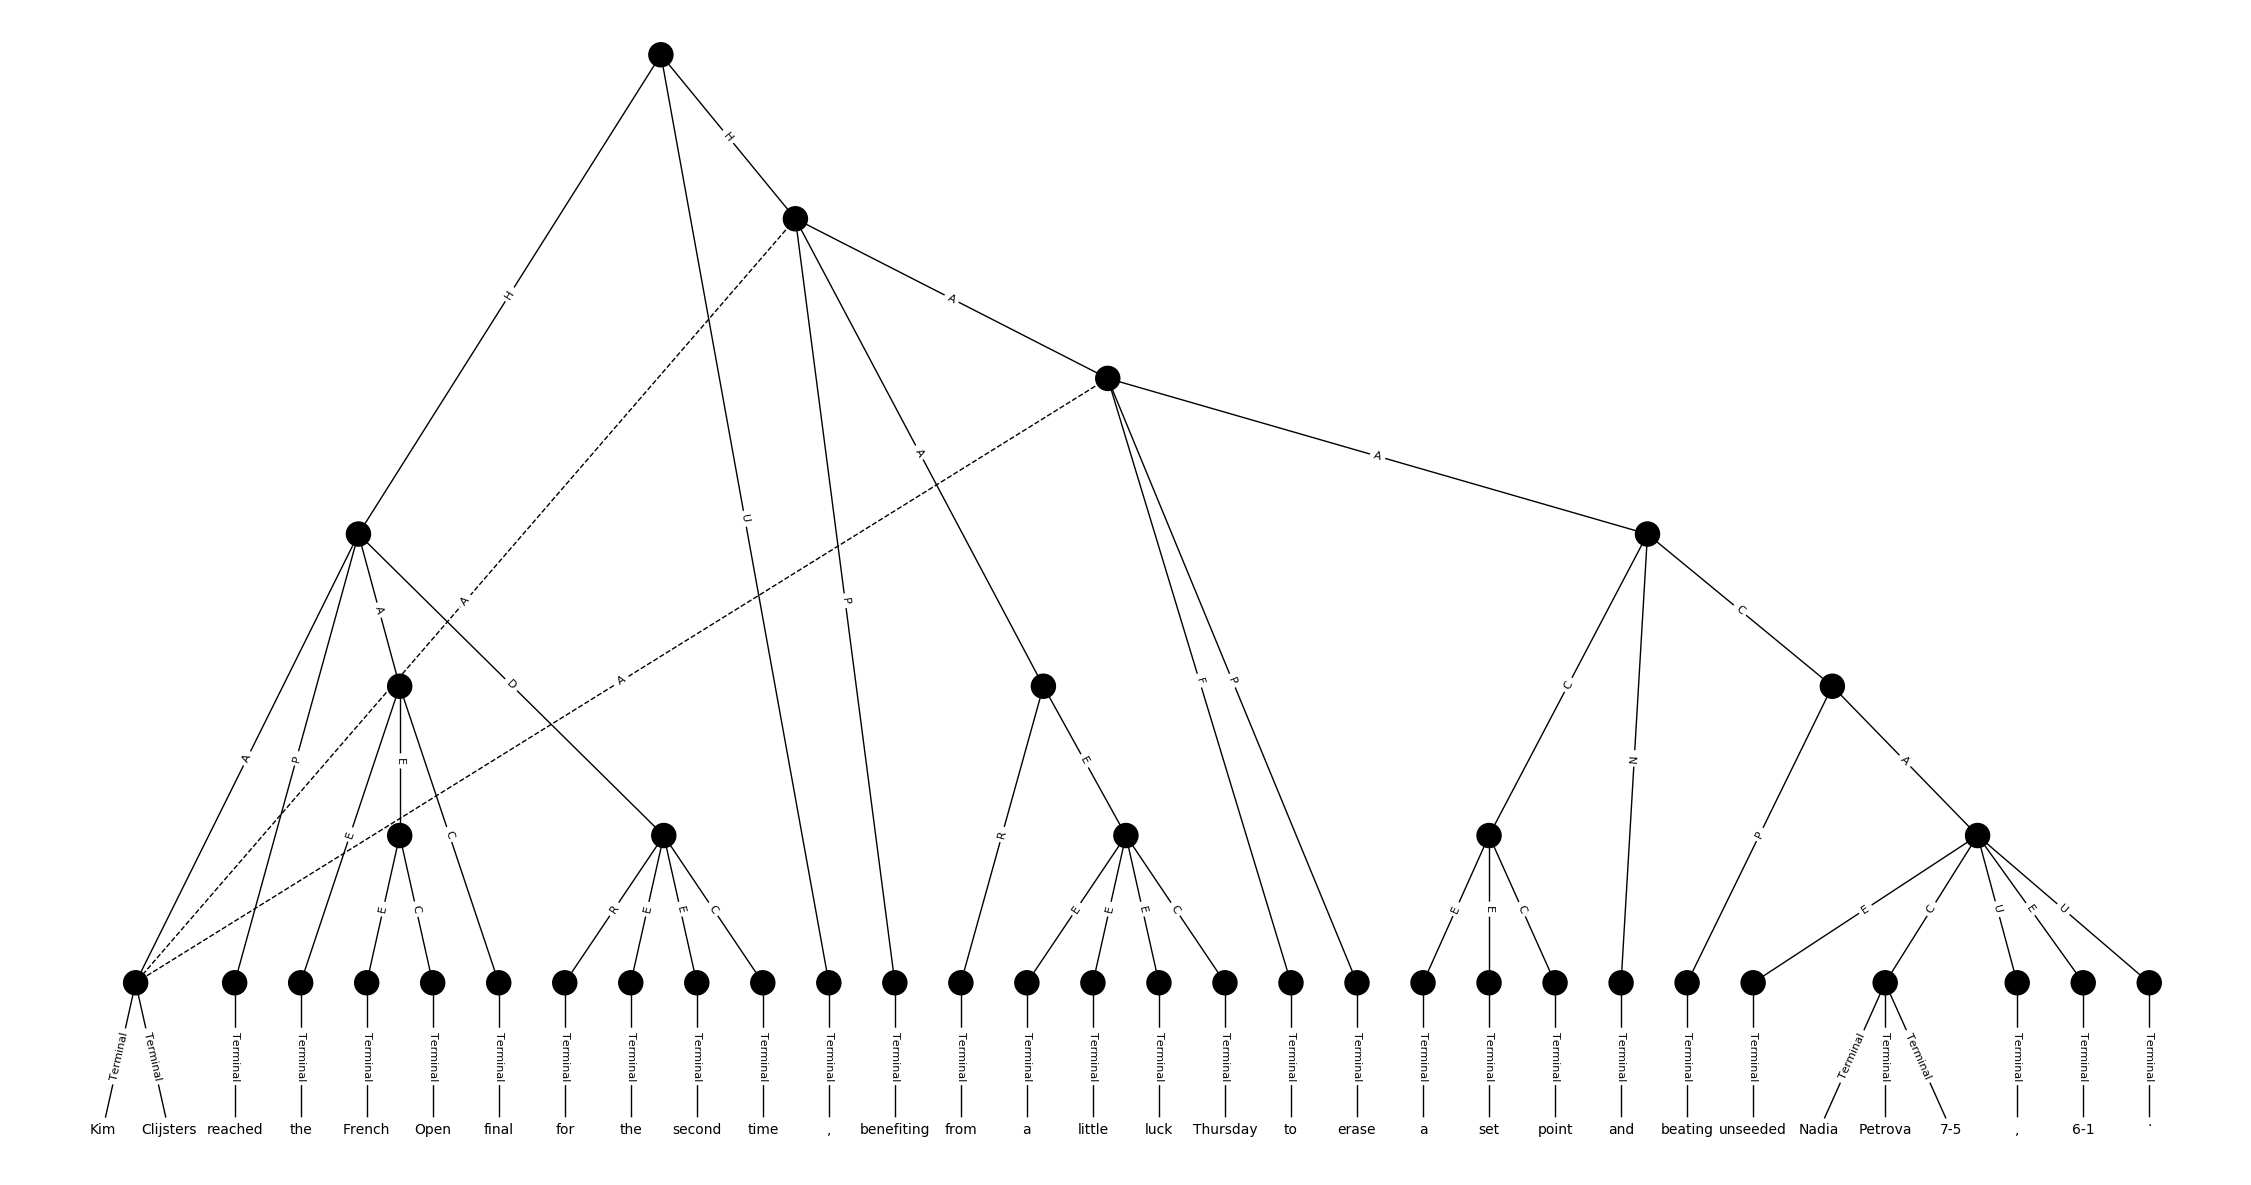 H
H
A
A
U
A
A
P
A
A
C
D
A
F
P
C
A
P
E
N
A
E
C
R
E
P
E
C
R
E
E
C
E
E
E
C
E
E
C
E
C
U
E
U
Terminal Terminal Terminal Terminal Terminal Terminal Terminal Terminal Terminal Terminal Terminal Terminal Terminal Terminal Terminal Terminal Terminal Terminal Terminal Terminal Terminal Terminal Terminal Terminal Terminal Terminal Terminal Terminal Terminal Terminal Terminal Terminal
Kim Clijsters reached the French Open final for the second time , benefiting from a little luck Thursday to erase a set point and beating unseeded Nadia Petrova 7-5 , 6-1 .